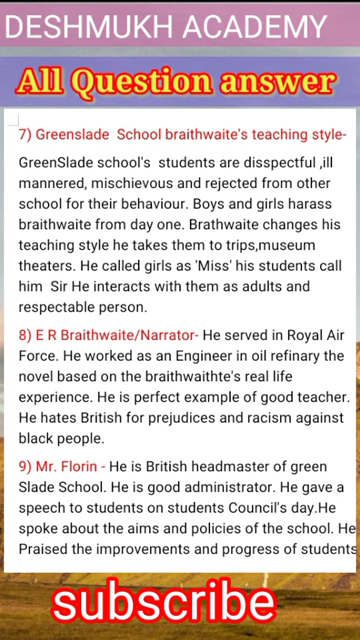 DESHMUKH ACADEMY
All Question answer
7) Greenslade School braithwaite's teaching style-
GreenSlade school's students are disspectful ,ill
mannered, mischievous and rejected from other
school for their behaviour. Boys and girls harass
braithwaite from day one. Brathwaite changes his
teaching style he takes them to trips,museum
theaters. He called girls as 'Miss' his students call
him Sir He interacts with them as adults and
respectable person.
8) E R Braithwaite/Narrator- He served in Royal Air
Force. He worked as an Engineer in oil refinary the
novel based on the braithwaithte's real life
experience. He is perfect example of good teacher.
He hates British for prejudices and racism against
black people.
9) Mr. Florin - He is British headmaster of green
Slade School. He is good administrator. He gave a
speech to students on students Council's day.He
spoke about the aims and policies of the school. He
Praised the improvements and progress of students
subscribe